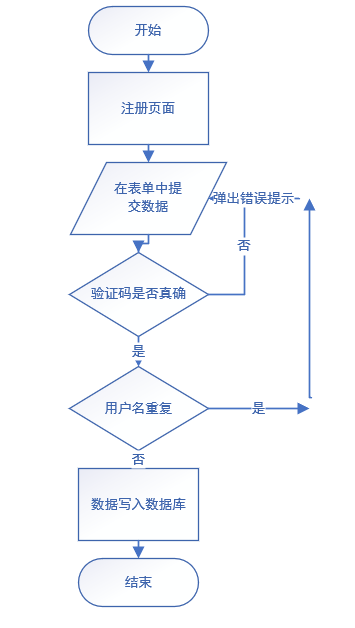 开始
注册页面
在表单中提
交数据
弹出错误提示
否
验证码是否真确
是
用户名重复
是
否
数据写入数据库
结束